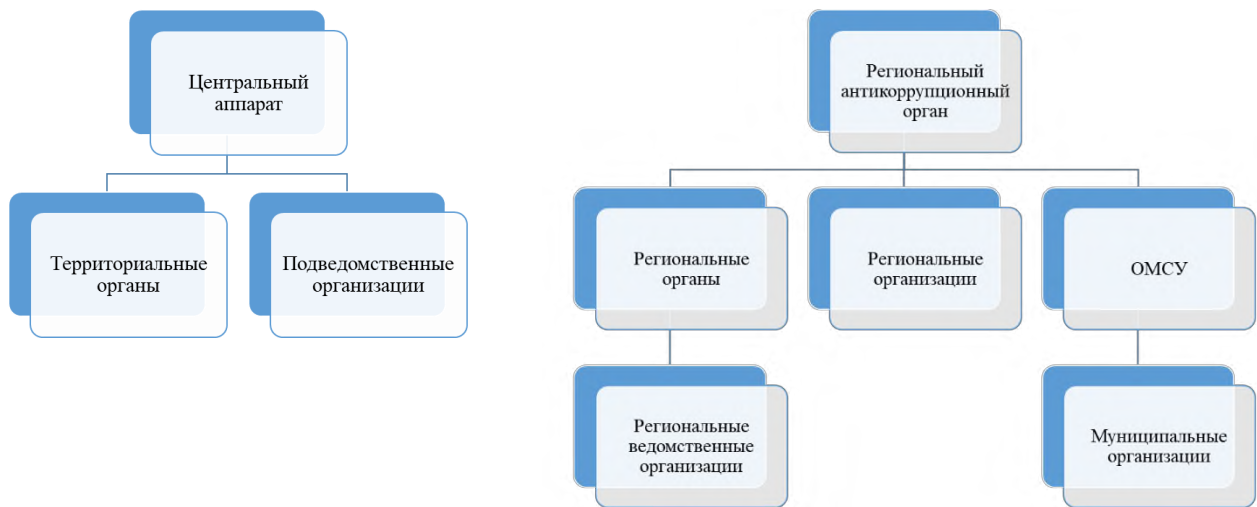 Центральный
аппарат
Территориальные
органы
Подведомственные
организации
Региональный
антикоррупционный
орган
Региональные
органы
Региональные
организации
ОМСУ
Региональные
ведомственные
организации
Муниципальные
организации